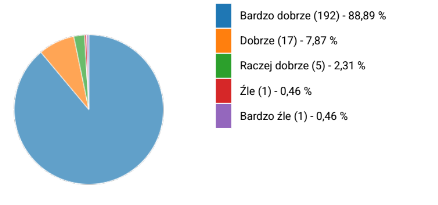 Bardzo dobrze (192) - 88,89 %
Dobrze (17) - 7,87 %
Raczej dobrze (5) - 2,31 %
Źle (1) - 0,46 %
Bardzo źle (1) - 0,46 %